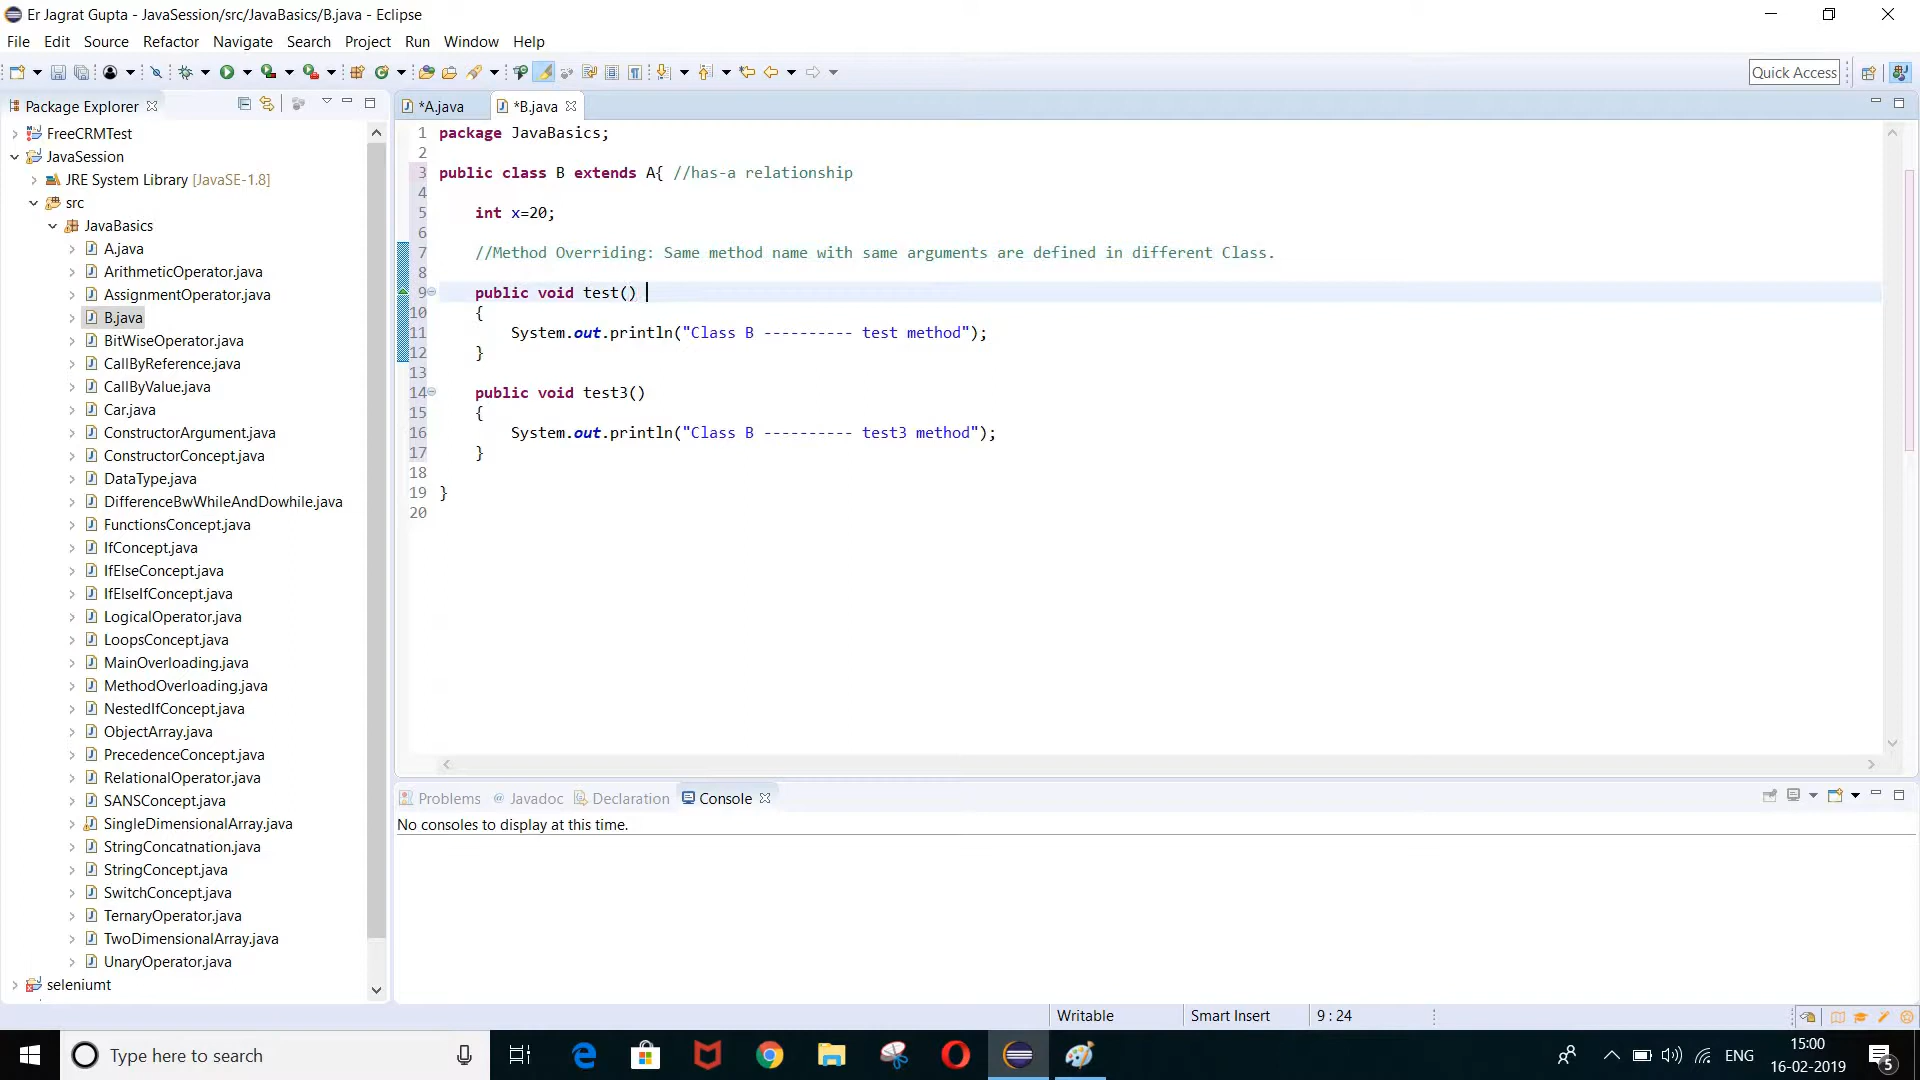 Er Jagrat Gupta - JavaSession/src/JavaBasics/B.java - Eclipse
File Edit Source Refactor Navigate Search Project Run Window Help
Quick Access
Package Explorer
*A.java *B.java
FreeCRMTest
JavaSession
JRE System Library [JavaSE-1.8]
src
JavaBasics
A.java
ArithmeticOperator.java
AssignmentOperator.java
B.java
BitWiseOperator.java
CallByReference.java
CallByValue.java
Car.java
ConstructorArgument.java
ConstructorConcept.java
DataType.java
DifferenceBwWhileAndDowhile.java
FunctionsConcept.java
IfConcept.java
IfElseConcept.java
IfElseIfConcept.java
LogicalOperator.java
LoopsConcept.java
MainOverloading.java
MethodOverloading.java
NestedIfConcept.java
ObjectArray.java
PrecedenceConcept.java
RelationalOperator.java
SANSConcept.java
SingleDimensionalArray.java
StringConcatnation.java
StringConcept.java
SwitchConcept.java
TernaryOperator.java
TwoDimensionalArray.java
UnaryOperator.java
seleniumt
1 package JavaBasics;
2
3 public class B extends A{ //has-a relationship
4
5 int x=20;
6
7 //Method Overriding: Same method name with same arguments are defined in different Class.
8
9 public void test()
10 {
11 System.out.println("Class B ---------- test method");
12 }
13
14 public void test3()
15 {
16 System.out.println("Class B ---------- test3 method");
17 }
18
19 }
20
Problems @ Javadoc Declaration Console
No consoles to display at this time.
Writable Smart Insert 9 : 24
Type here to search
ENG
15:00
16-02-2019
5